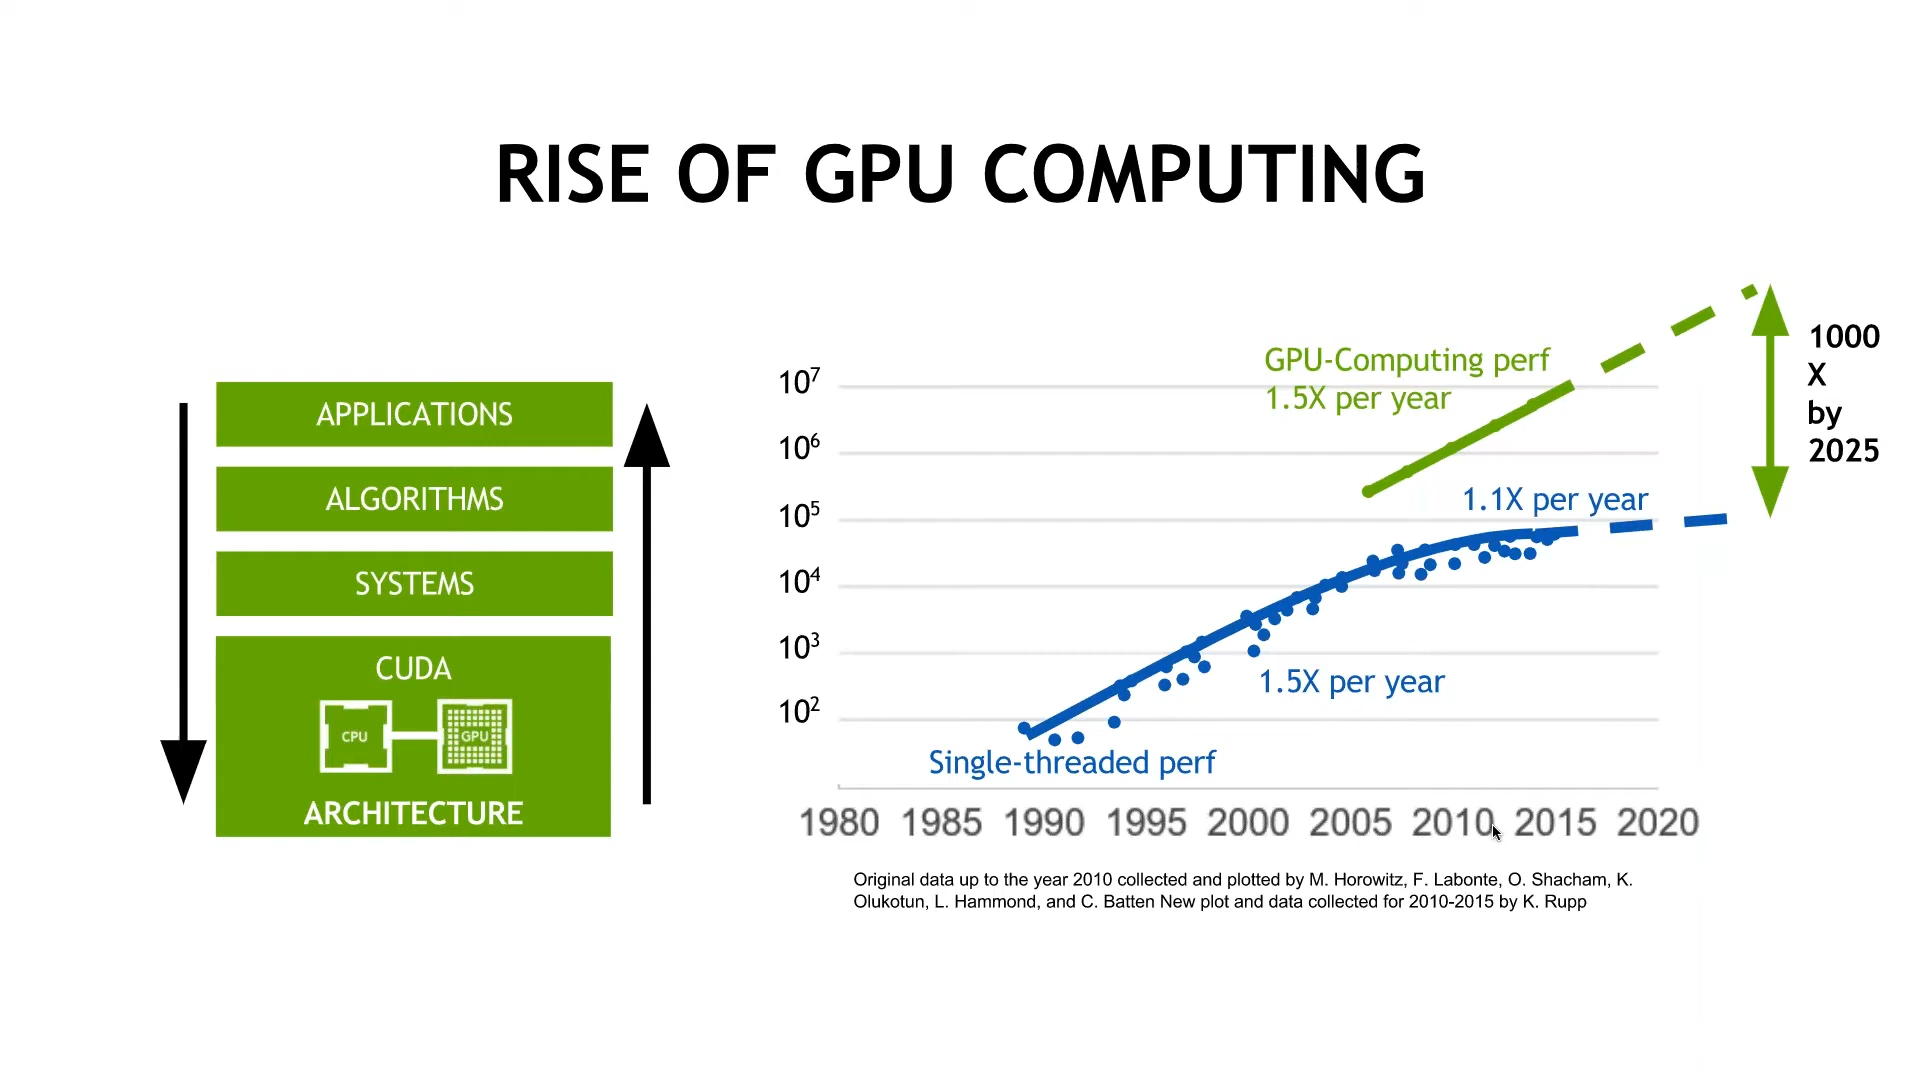 RISE OF GPU COMPUTING
APPLICATIONS
ALGORITHMS
SYSTEMS
CUDA
CPU
GPU
ARCHITECTURE
GPU-Computing perf
1.5X per year
1000
X
by
2025
10⁷
10⁶
10⁵
10⁴
10³
10²
1.1X per year
1.5X per year
Single-threaded perf
1980 1985 1990 1995 2000 2005 2010 2015 2020
Original data up to the year 2010 collected and plotted by M. Horowitz, F. Labonte, O. Shacham, K.
Olukotun, L. Hammond, and C. Batten New plot and data collected for 2010-2015 by K. Rupp